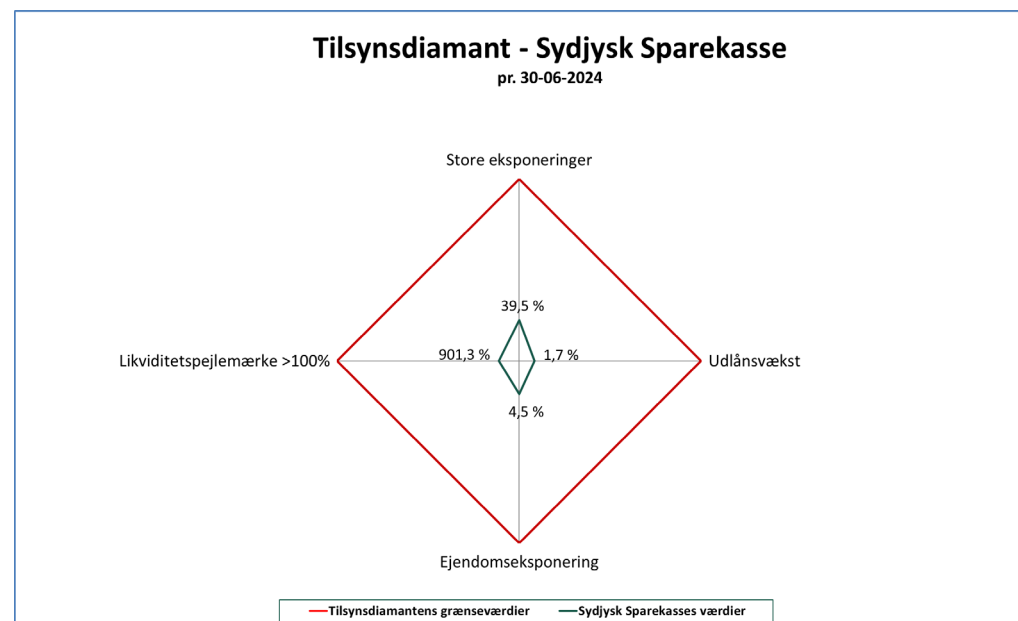 Tilsynsdiamant - Sydjysk Sparekasse
pr. 30-06-2024
Store eksponeringer
39,5 %
Likviditetspejlemærke >100%
901,3 %
1,7 %
Udlånsvækst
4,5 %
Ejendomseksponering
Tilsynsdiamantens grænseværdier
Sydjysk Sparekasses værdier